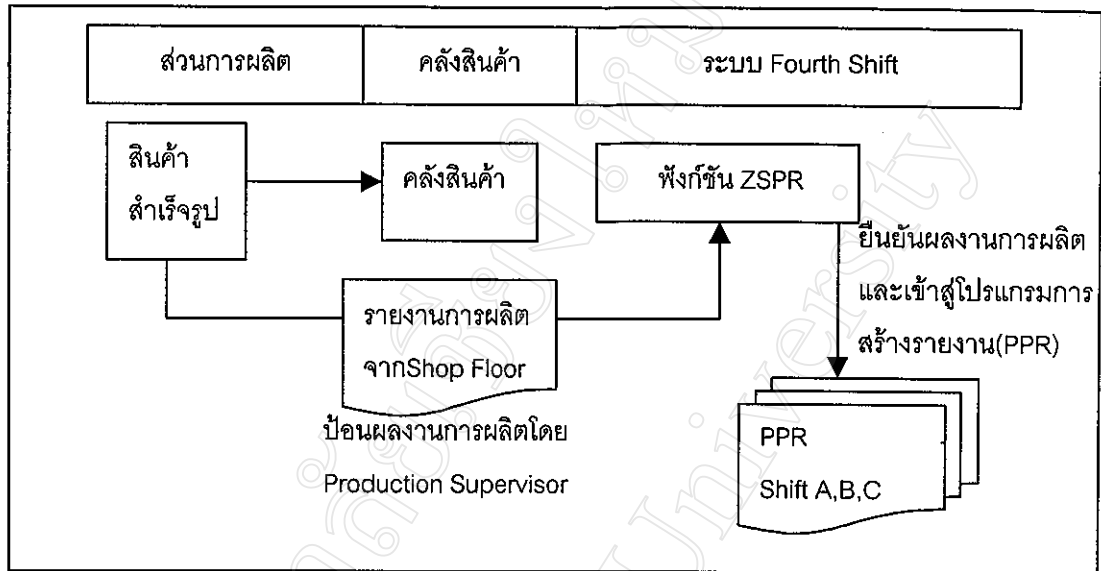 ส่วนการผลิต
คลังสินค้า
ระบบ Fourth Shift
สินค้า
สำเร็จรูป
คลังสินค้า
ฟังก์ชัน ZSPR
ยืนยันผลงานการผลิต
และเข้าสู่โปรแกรมการ
สร้างรายงาน(PPR)
รายงานการผลิต
จากShop Floor
ป้อนผลงานการผลิตโดย
Production Supervisor
PPR
Shift A,B,C
University